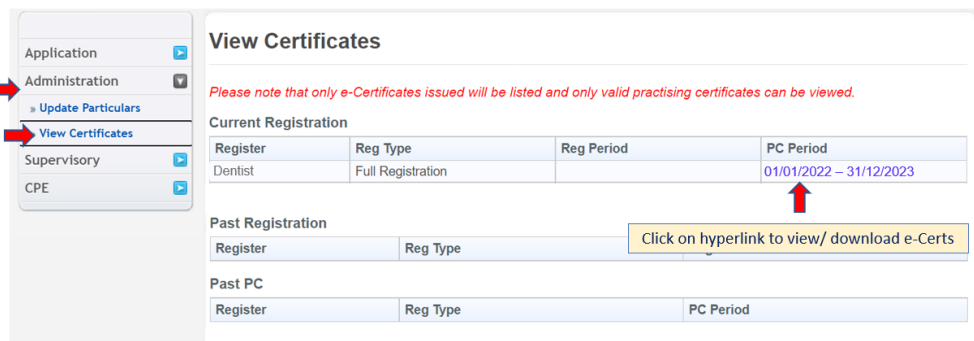 Application
Administration
» Update Particulars
View Certificates
Supervisory
CPE
View Certificates
Please note that only e-Certificates issued will be listed and only valid practising certificates can be viewed.
Current Registration
Register Reg Type Reg Period PC Period
Dentist Full Registration 01/01/2022 – 31/12/2023
Click on hyperlink to view/ download e-Certs
Past Registration
Register Reg Type
Past PC
Register Reg Type PC Period